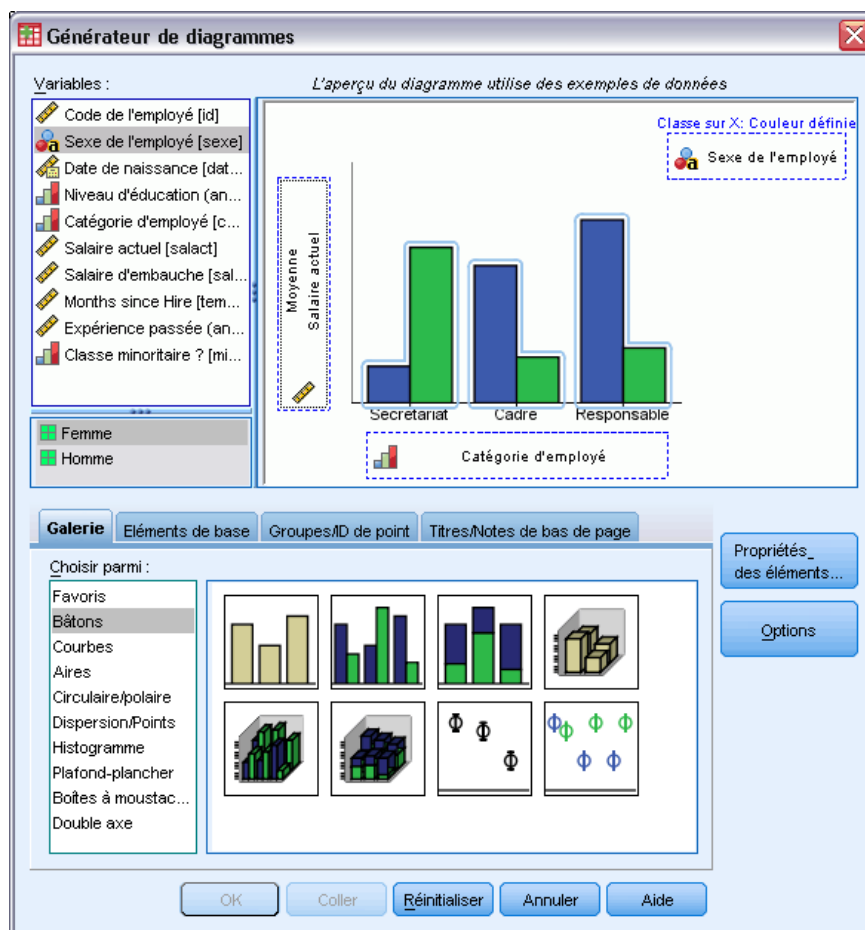 Générateur de diagrammes
Variables :
L'aperçu du diagramme utilise des exemples de données
Code de l'employé [id]
Sexe de l'employé [sexe]
Date de naissance [dat...
Niveau d'éducation (an...
Catégorie d'employé [c...
Salaire actuel [salact]
Salaire d'embauche [sal...
Months since Hire [tem...
Expérience passée (an...
Classe minoritaire ? [mi...
Femme
Homme
Classe sur X: Couleur définie
Sexe de l'employé
Moyenne
Salaire actuel
Secrétariat Cadre Responsable
Catégorie d'employé
Galerie Eléments de base Groupes/ID de point Titres/Notes de bas de page
Choisir parmi :
Favoris
Bâtons
Courbes
Aires
Circulaire/polaire
Dispersion/Points
Histogramme
Plafond-plancher
Boîtes à moustac...
Double axe
Propriétés_
des éléments...
Options
OK Coller Réinitialiser Annuler Aide